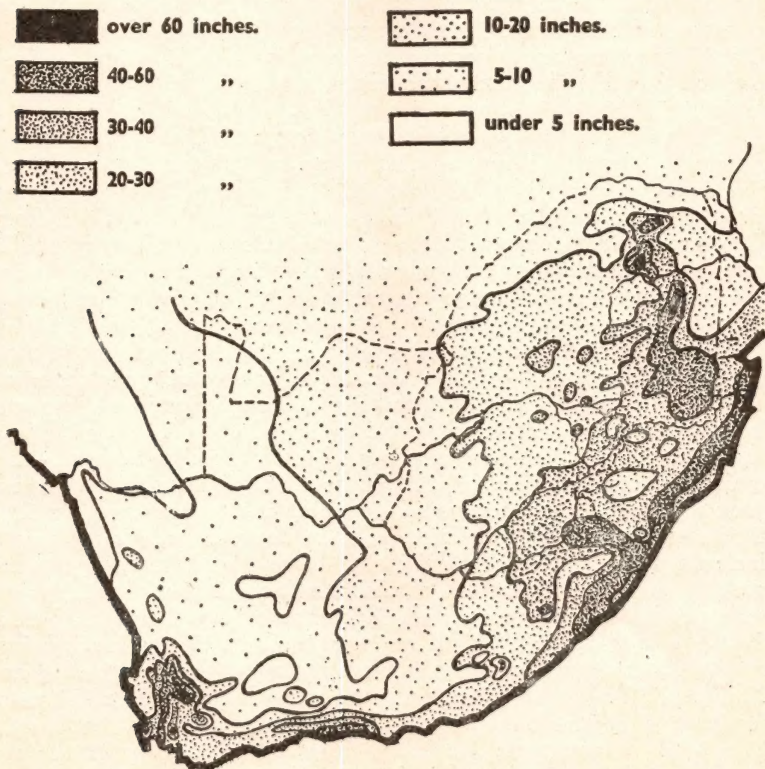 over 60 inches.
40-60 „
30-40 „
20-30 „
10-20 inches.
5-10 „
under 5 inches.